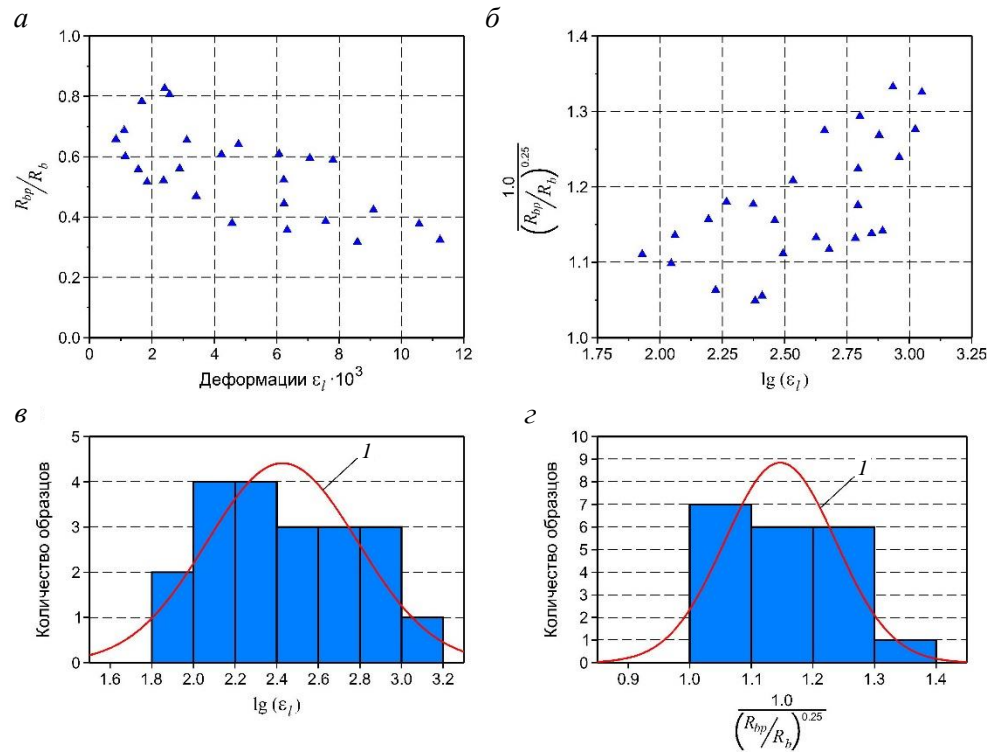 а
1.0
0.8
0.6
0.4
0.2
0.0
R_bp/R_b
0 2 4 6 8 10 12
Деформации ε_l ·10³
б
1.4
1.3
1.2
1.1
1.0
1.0/(R_bp/R_b)^0.25
1.75 2.00 2.25 2.50 2.75 3.00 3.25
lg (ε_l)
в
5
4
3
2
1
0
Количество образцов
1
1.6 1.8 2.0 2.2 2.4 2.6 2.8 3.0 3.2
lg (ε_l)
г
10
9
8
7
6
5
4
3
2
1
0
Количество образцов
1
0.9 1.0 1.1 1.2 1.3 1.4
1.0/(R_bp/R_b)^0.25